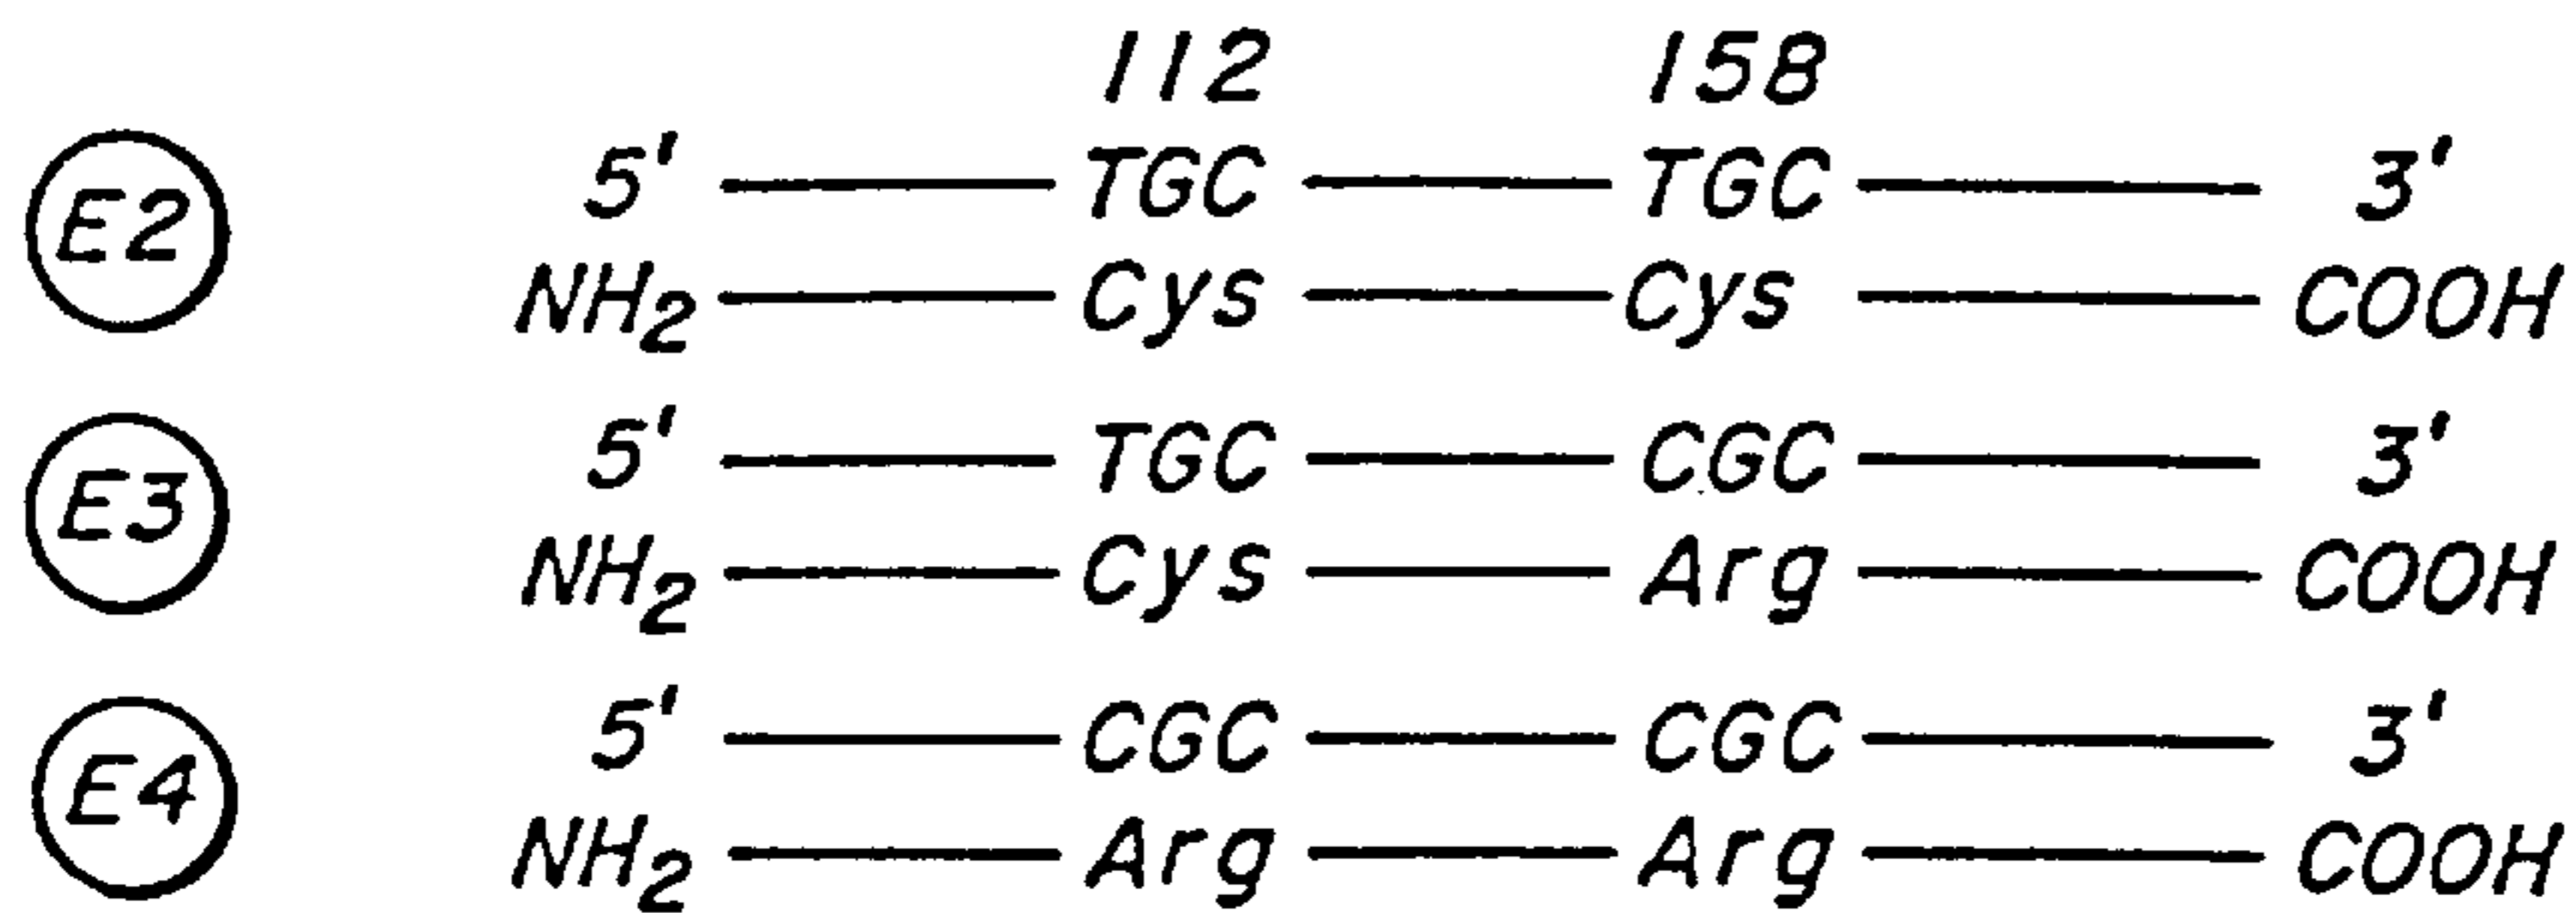 112 158
5' TGC TGC 3'
E2
NH2 Cys Cys COOH
5' TGC CGC 3'
E3
NH2 Cys Arg COOH
5' CGC CGC 3'
E4
NH2 Arg Arg COOH